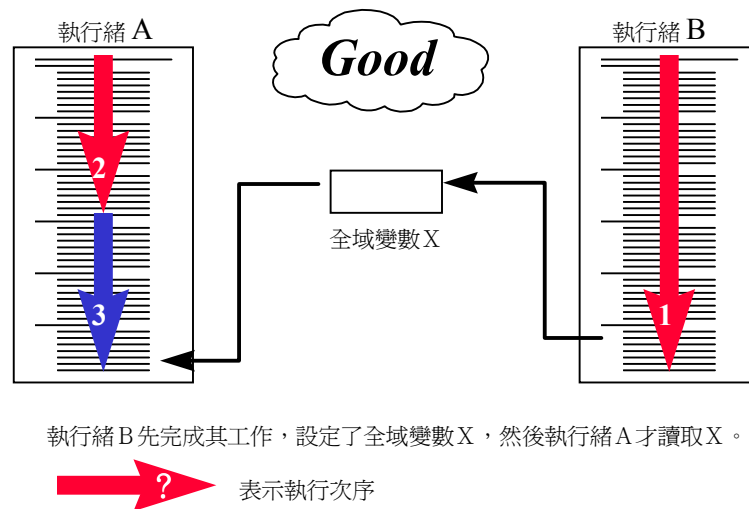 執行緒 A
Good
執行緒 B
2
3
1
全域變數X
執行緒B先完成其工作，設定了全域變數X，然後執行緒A才讀取X。
? 表示執行次序